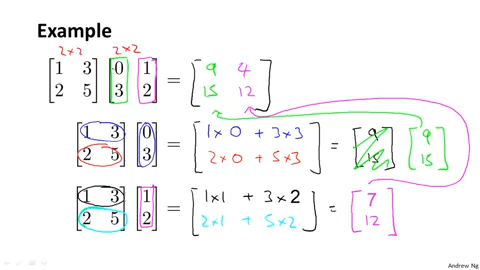 Example
2×2 2×2
[1 3] [0 1] = [9 4]
[2 5] [3 2] = [15 12]
[1 3] [0] = [1×0 + 3×3] = [9] [9]
[2 5] [3] = [2×0 + 5×3] = [15] [15]
[1 3] [1] = [1×1 + 3×2] = [7]
[2 5] [2] = [2×1 + 5×2] = [12]
Andrew Ng